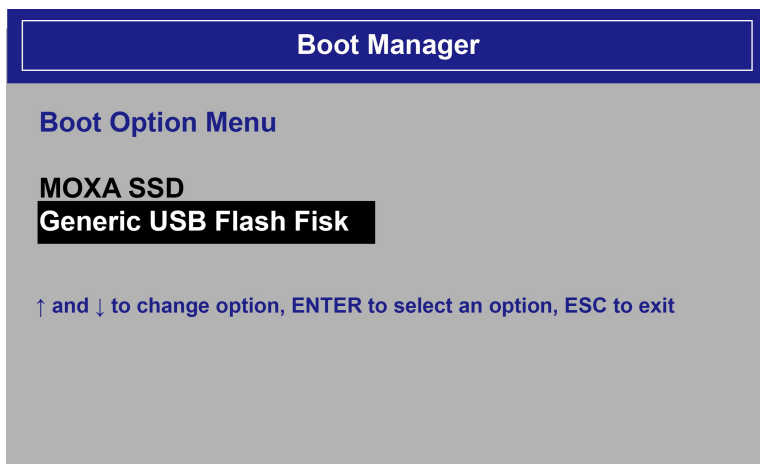 Boot Manager
Boot Option Menu
MOXA SSD
Generic USB Flash Fisk
↑ and ↓ to change option, ENTER to select an option, ESC to exit